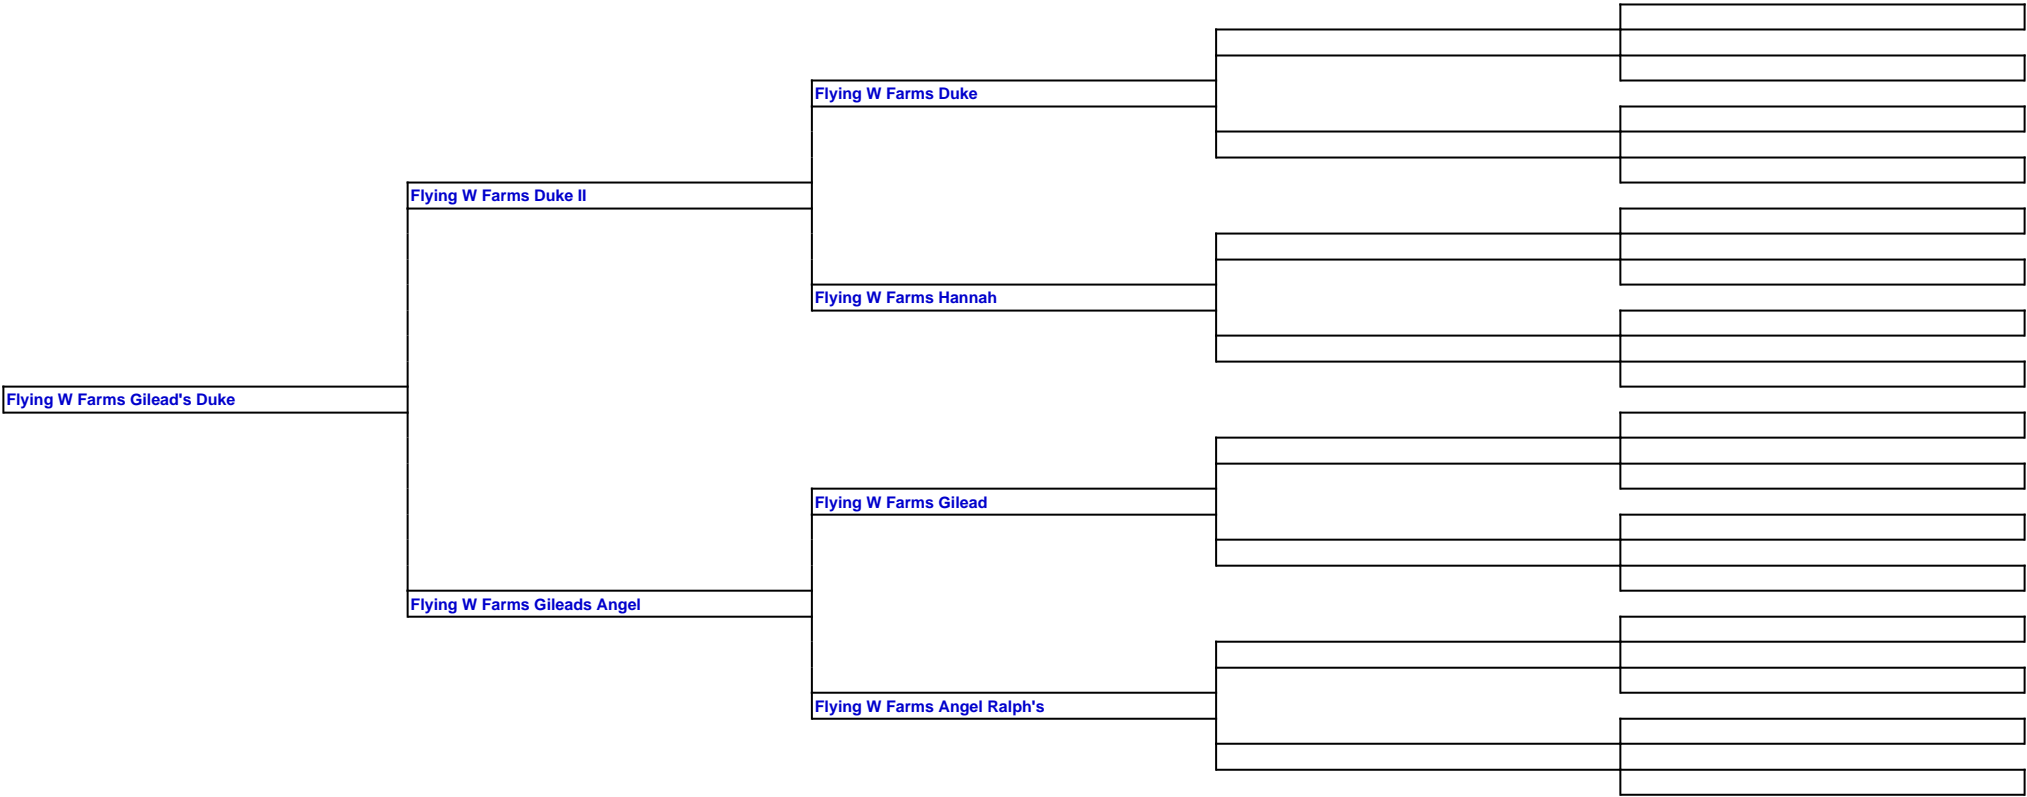 Flying W Farms Duke
Flying W Farms Duke II
Flying W Farms Hannah
Flying W Farms Gilead's Duke
Flying W Farms Gilead
Flying W Farms Gileads Angel
Flying W Farms Angel Ralph's